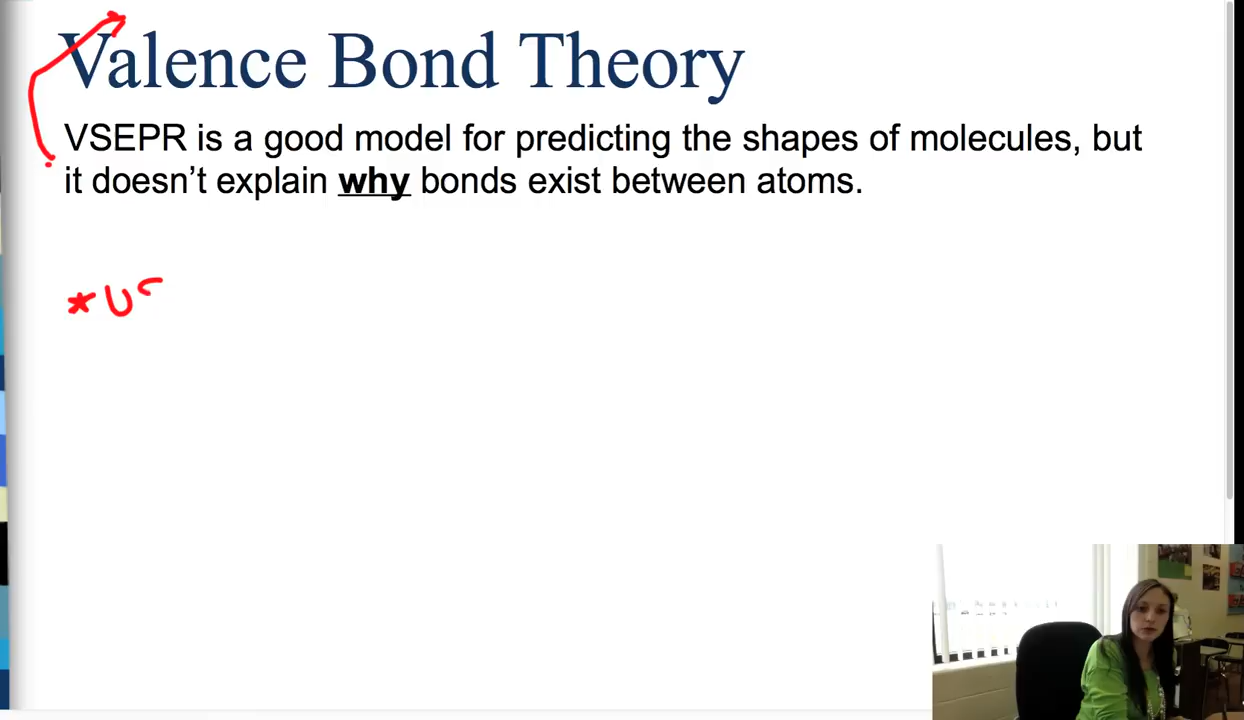 Valence Bond Theory
VSEPR is a good model for predicting the shapes of molecules, but
it doesn't explain why bonds exist between atoms.